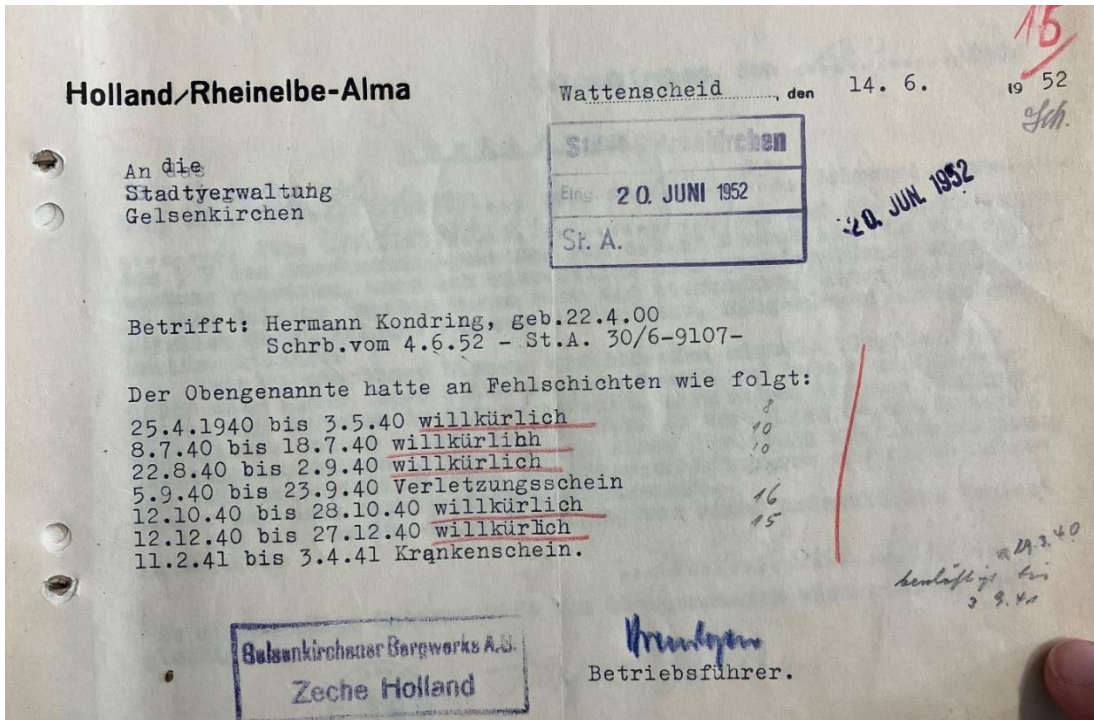 15
Holland/Rheinelbe-Alma
Wattenscheid, den 14. 6. 19 52
Sch.
An die
Stadtverwaltung
Gelsenkirchen
Eing. 20. JUNI 1952
St. A.
20. JUN. 1952
Betrifft: Hermann Kondring, geb.22.4.00
Schrb.vom 4.6.52 - St.A. 30/6-9107-
Der Obengenannte hatte an Fehlschichten wie folgt:
25.4.1940 bis 3.5.40 willkürlich 8
8.7.40 bis 18.7.40 willkürlihh 10
22.8.40 bis 2.9.40 willkürlich 10
5.9.40 bis 23.9.40 Verletzungsschein
12.10.40 bis 28.10.40 willkürlich 16
12.12.40 bis 27.12.40 willkürlich 15
11.2.41 bis 3.4.41 Krankenschein.
bis
Gelsenkirchener Bergwerks A.G.
Zeche Holland
Betriebsführer.